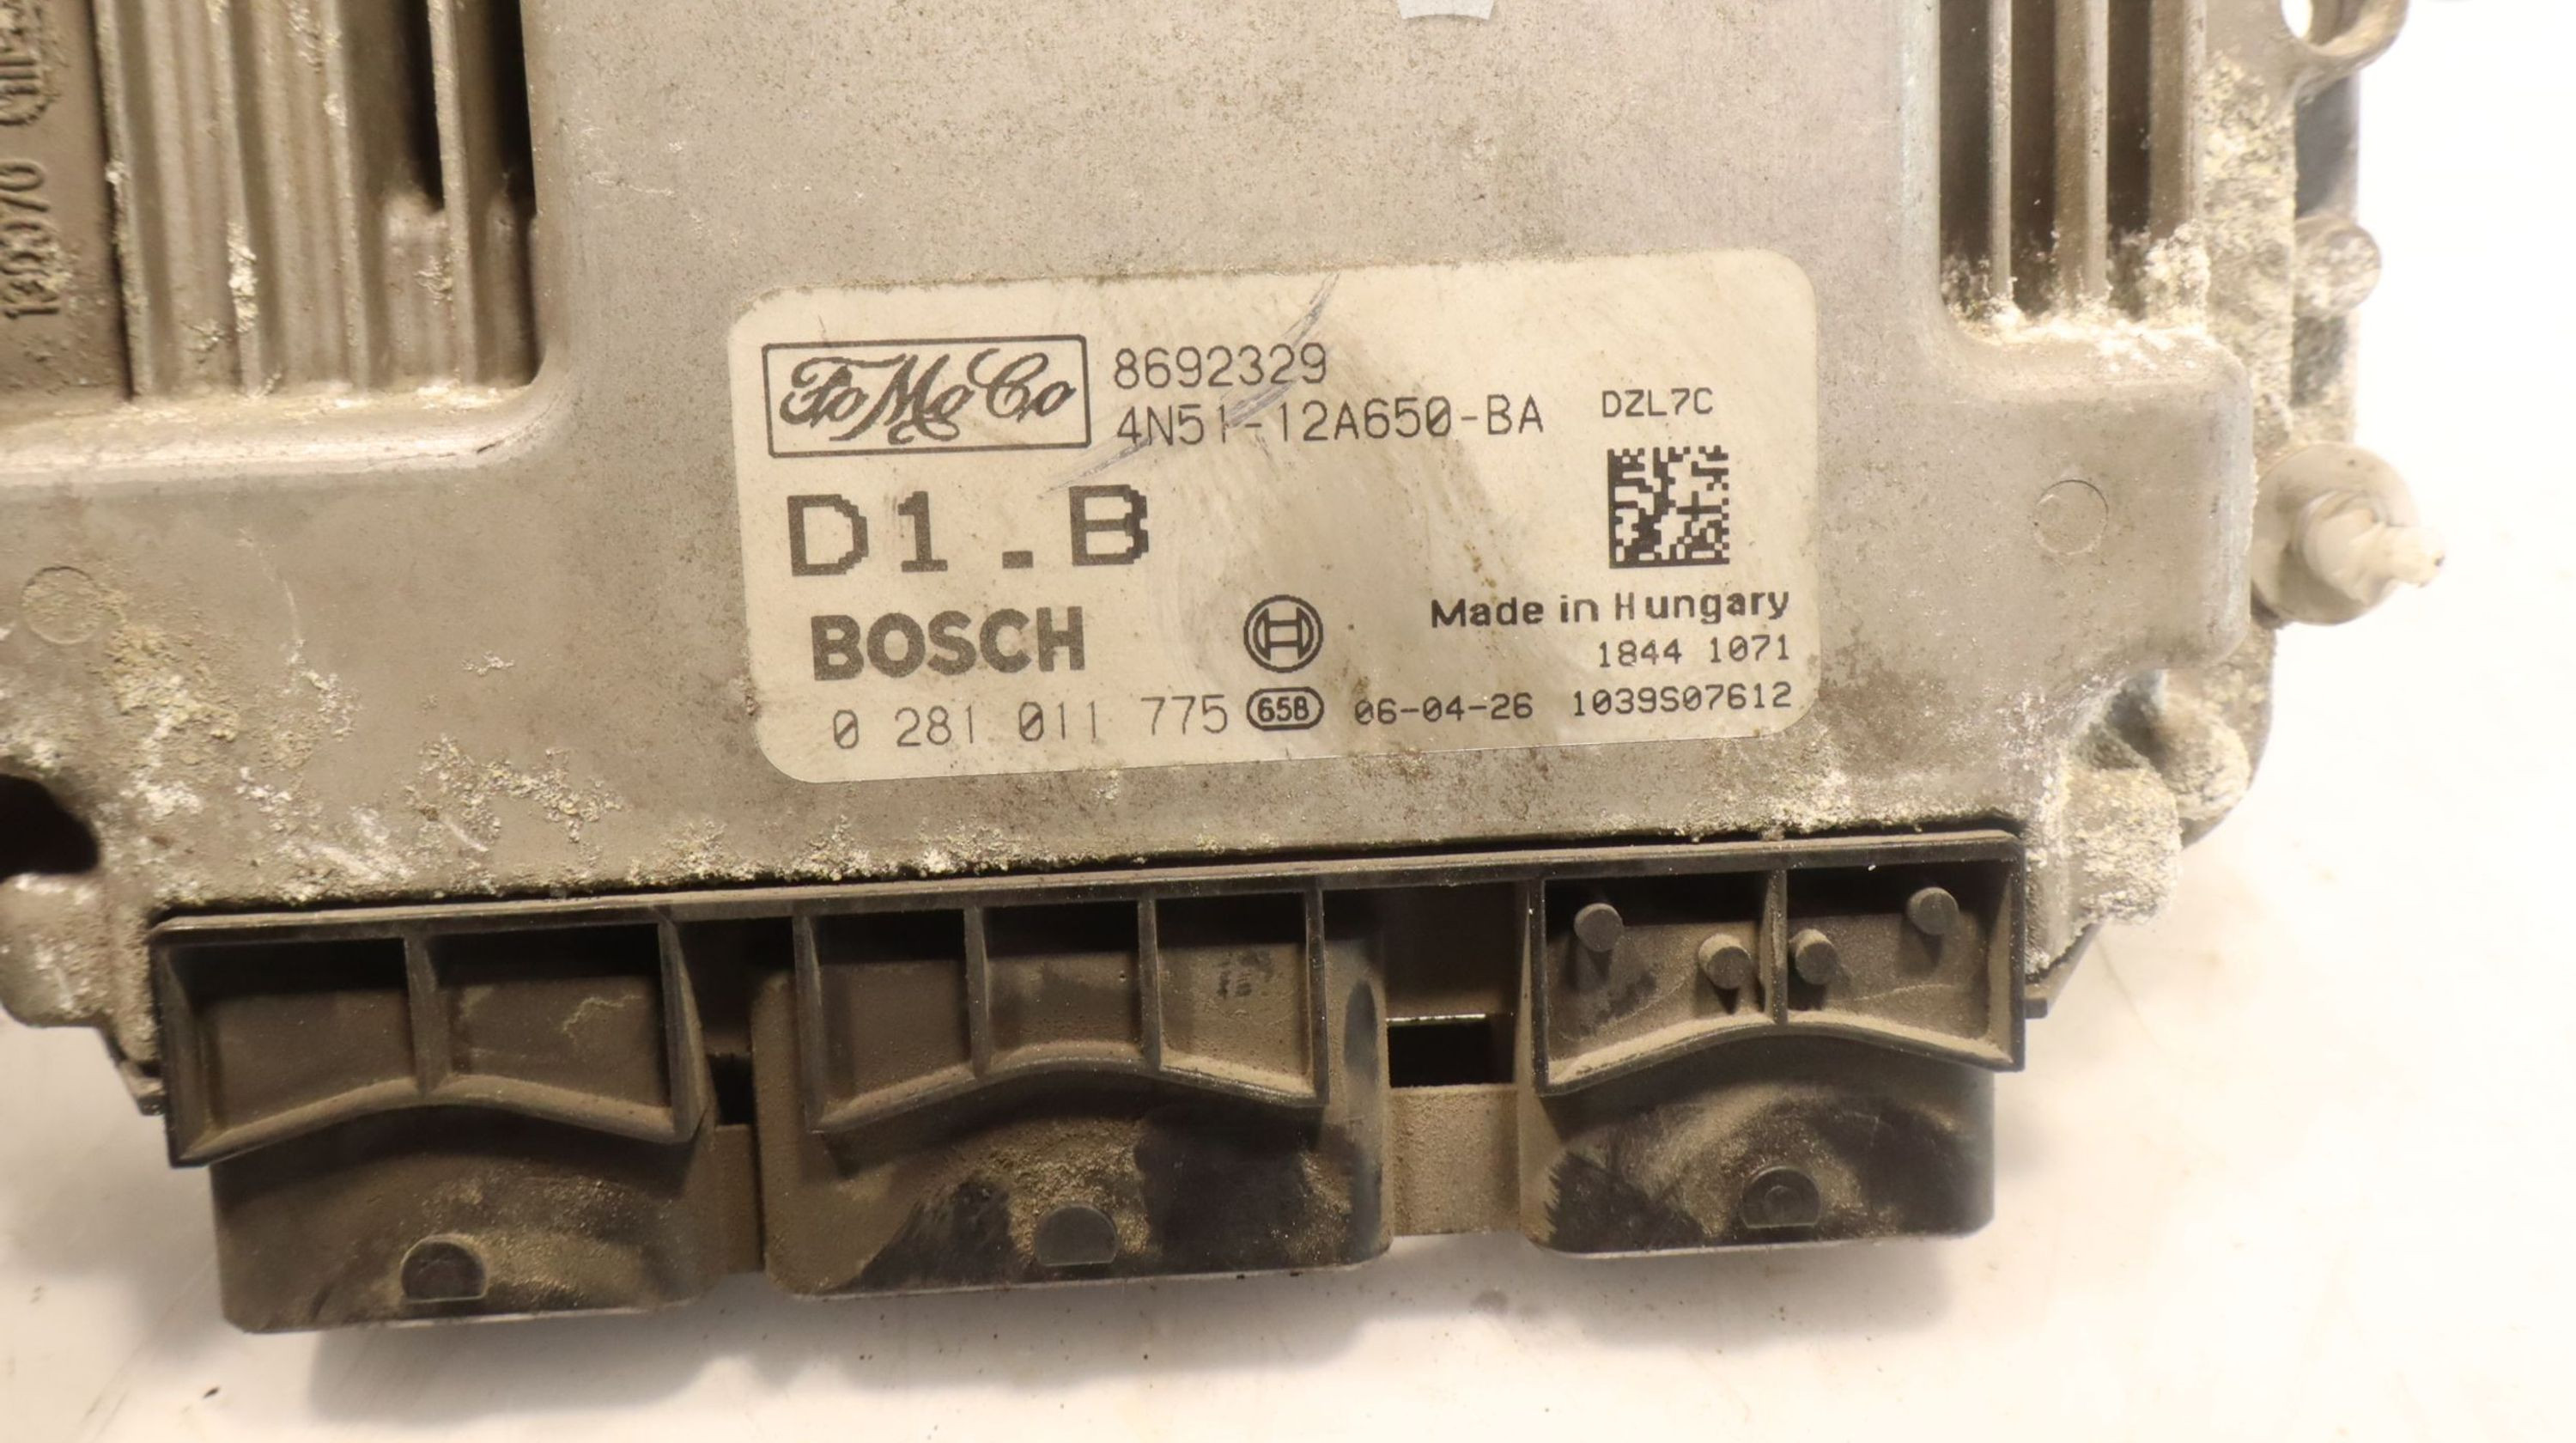 FoMoCo
8692329
4N51-12A650-BA
DZL7C
D1.B
BOSCH
Made in Hungary
1844 1071
0 281 011 775 65B 06-04-26 1039S07612